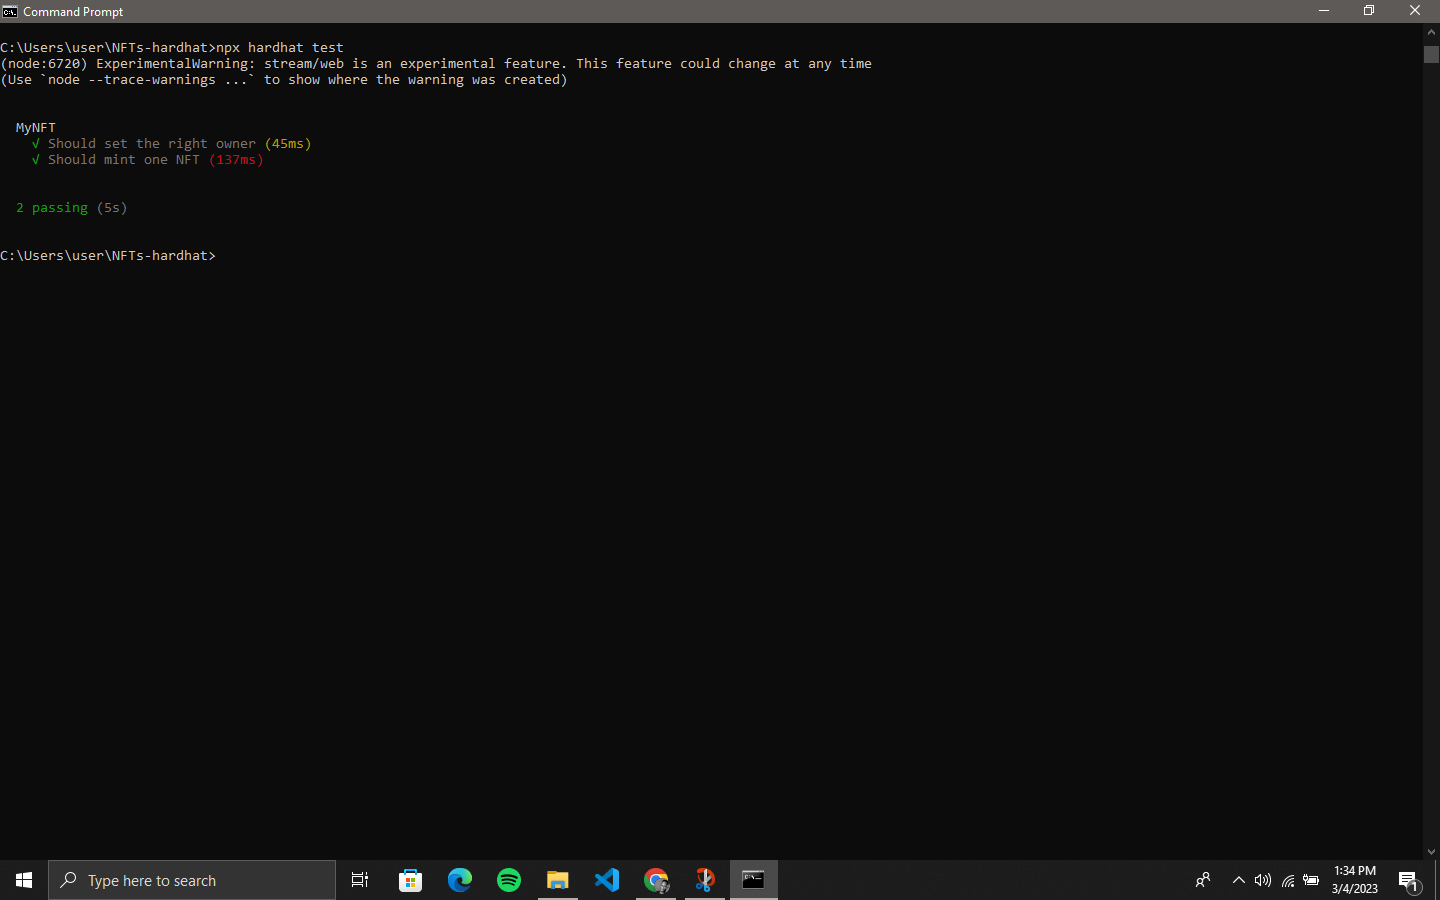 Command Prompt
C:\Users\user\NFTs-hardhat>npx hardhat test
(node:6720) ExperimentalWarning: stream/web is an experimental feature. This feature could change at any time
(Use `node --trace-warnings ...` to show where the warning was created)
MyNFT
√ Should set the right owner (45ms)
√ Should mint one NFT (137ms)
2 passing (5s)
C:\Users\user\NFTs-hardhat>
Type here to search
1:34 PM
3/4/2023
1